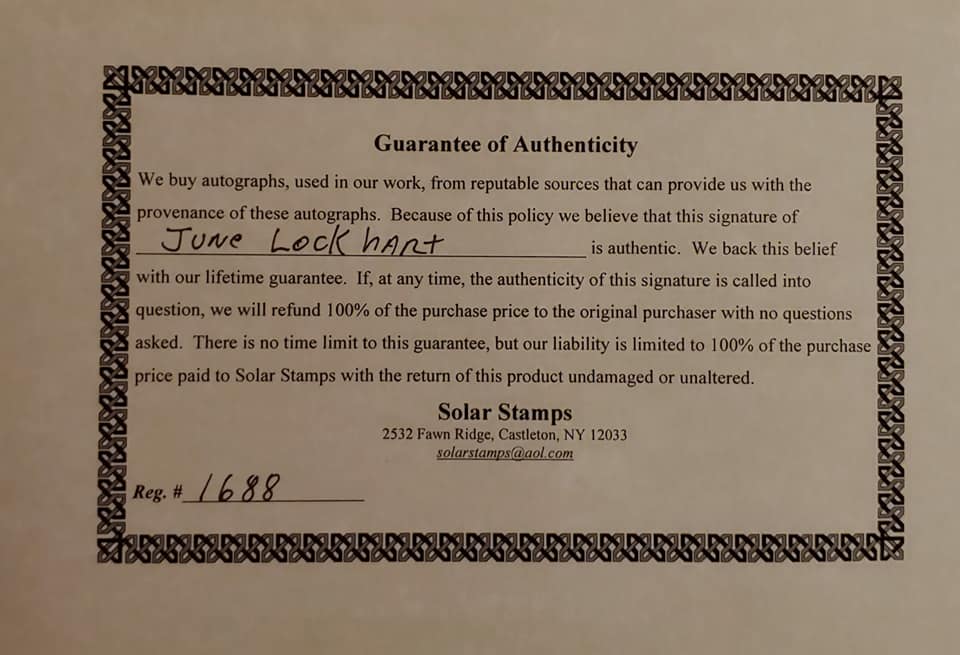 Guarantee of Authenticity
We buy autographs, used in our work, from reputable sources that can provide us with the
provenance of these autographs. Because of this policy we believe that this signature of
June Lockhart is authentic. We back this belief
with our lifetime guarantee. If, at any time, the authenticity of this signature is called into
question, we will refund 100% of the purchase price to the original purchaser with no questions
asked. There is no time limit to this guarantee, but our liability is limited to 100% of the purchase
price paid to Solar Stamps with the return of this product undamaged or unaltered.
Solar Stamps
2532 Fawn Ridge, Castleton, NY 12033
solarstamps@aol.com
Reg. # 1688